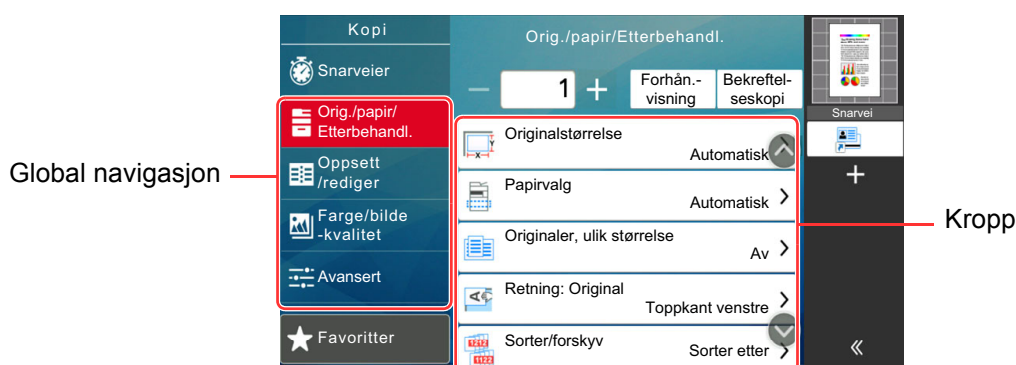 Kopi
Snarveier
Orig./papir/
Etterbehandl.
Oppsett
/rediger
Farge/bilde
-kvalitet
Avansert
Favoritter
Global navigasjon
Orig./papir/Etterbehandl.
1
Forhån.-
visning
Bekreftel-
seskopi
Originalstørrelse
Automatisk
Papirvalg
Automatisk
Originaler, ulik størrelse
Av
Retning: Original
Toppkant venstre
Sorter/forskyv
Sorter etter
Snarvei
Kropp
X
Y
1212
1122